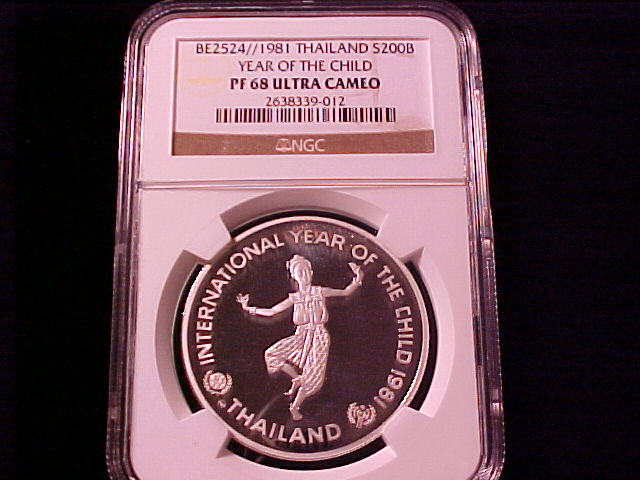 BE2524//1981 THAILAND S200B
YEAR OF THE CHILD
PF 68 ULTRA CAMEO
2638339-012
NGC
INTERNATIONAL YEAR OF THE CHILD 1981
THAILAND